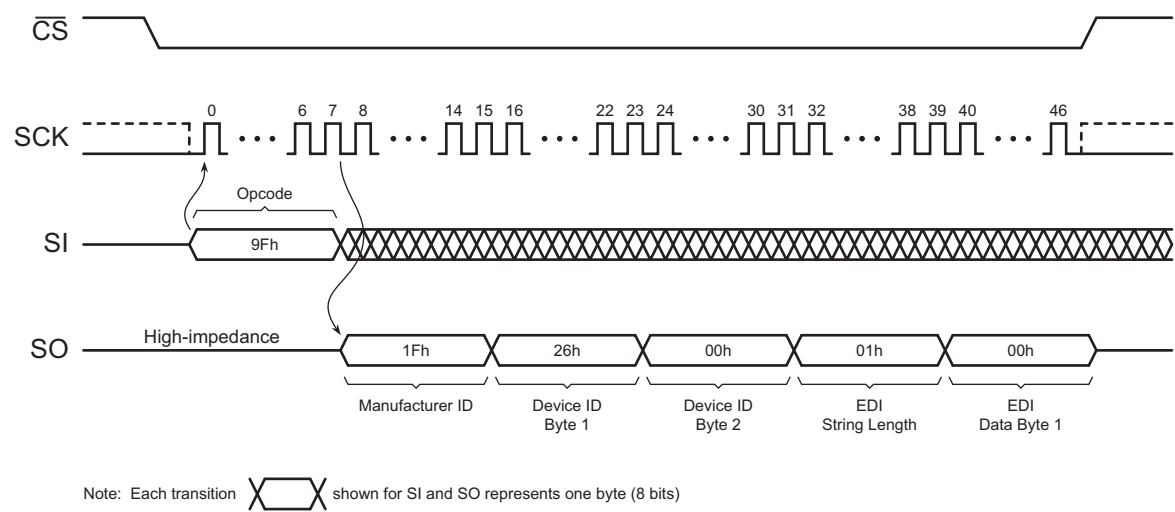 CS
SCK
0 6 7 8 14 15 16 22 23 24 30 31 32 38 39 40 46
Opcode
SI
9Fh
High-impedance
SO
1Fh 26h 00h 01h 00h
Manufacturer ID Device ID Device ID EDI EDI
Byte 1 Byte 2 String Length Data Byte 1
Note: Each transition shown for SI and SO represents one byte (8 bits)